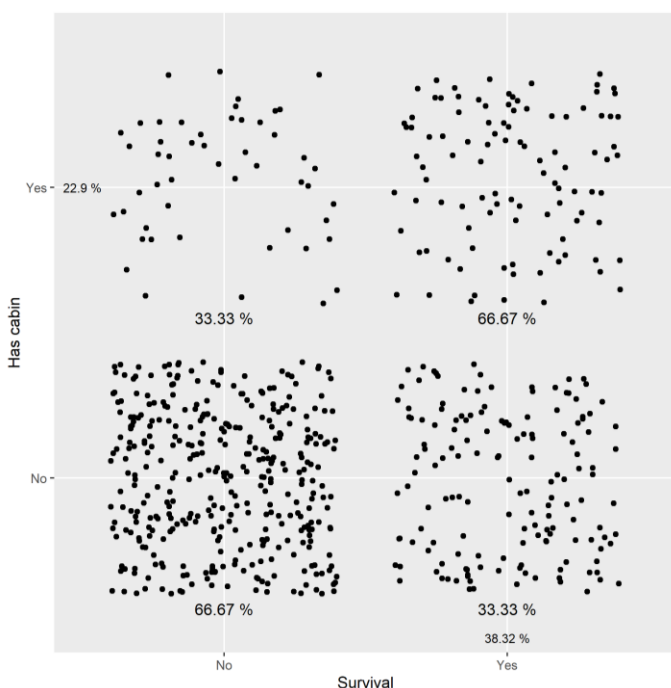 Has cabin
Yes 22.9 %
33.33 % 66.67 %
No
66.67 % 33.33 %
38.32 %
No Yes
Survival